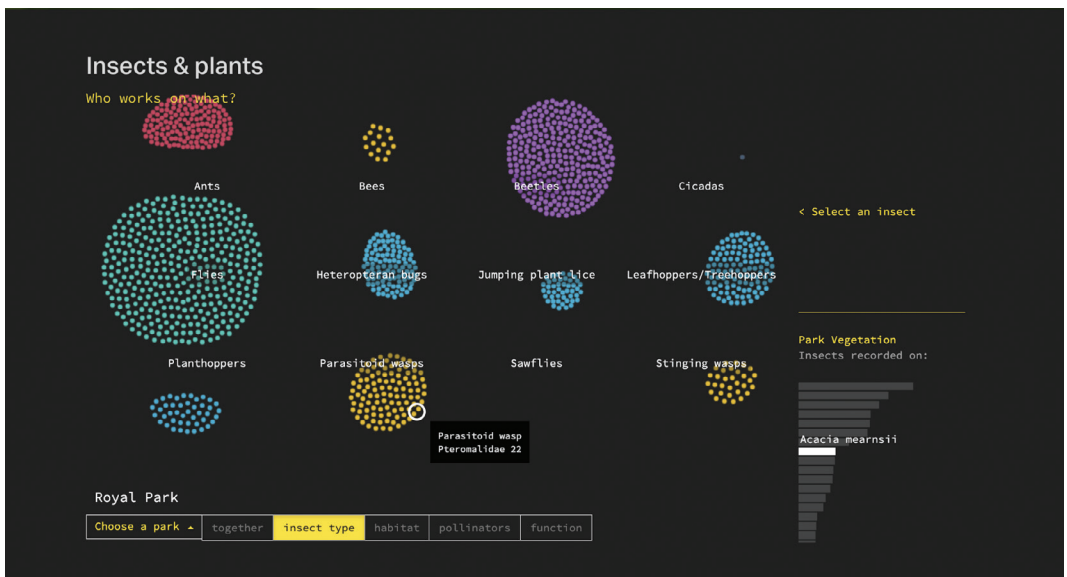 Insects & plants
Who works on what?
Ants
Bees
Beetles
Cicadas
< Select an insect
Flies
Heteropteran bugs
Jumping plant lice
Leafhoppers/Treehoppers
Park Vegetation
Insects recorded on:
Planthoppers
Parasitoid wasps
Sawflies
Stinging wasps
Acacia mearnsii
Parasitoid wasp
Pteromalidae 22
Royal Park
Choose a park
together
insect type
habitat
pollinators
function